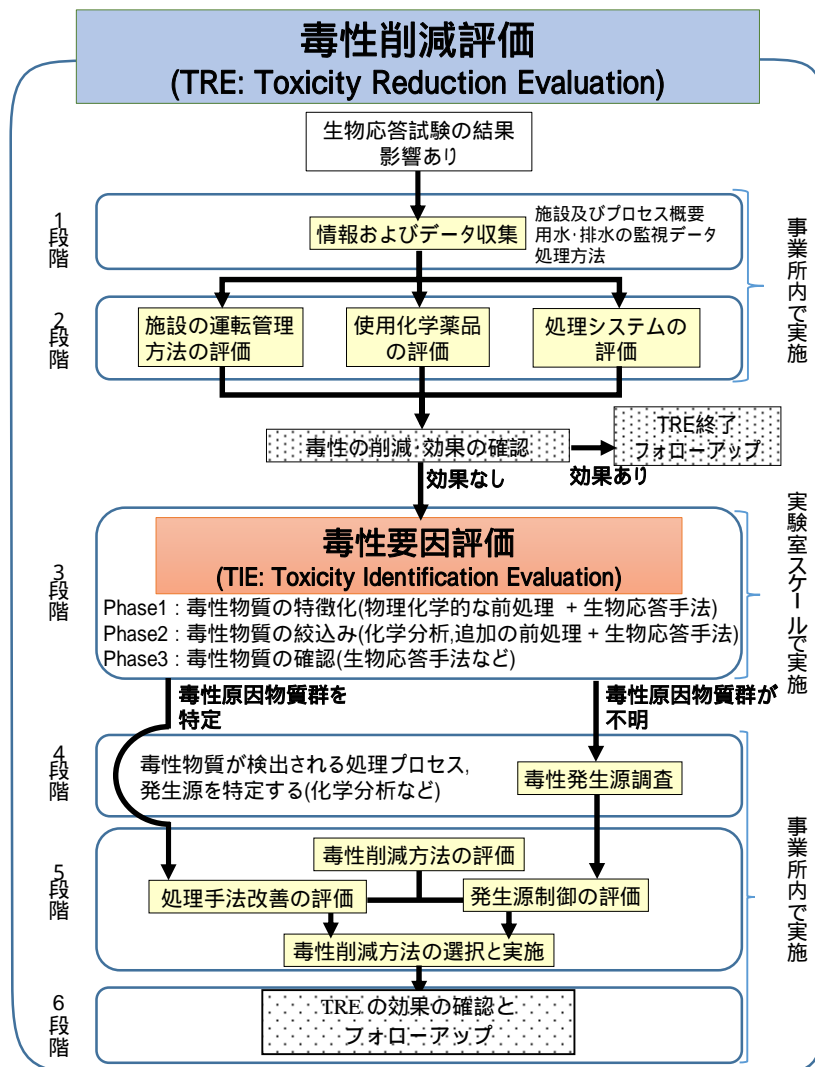 毒性削減評価
(TRE: Toxicity Reduction Evaluation)
生物応答試験の結果
影響あり
1
段
階
情報およびデータ収集
施設及びプロセス概要
用水・排水の監視データ
処理方法
事業所内で実施
2
段
階
施設の運転管理
方法の評価
使用化学薬品
の評価
処理システムの
評価
毒性の削減・効果の確認
TRE終了
フォローアップ
効果なし
効果あり
3
段
階
毒性要因評価
(TIE: Toxicity Identification Evaluation)
Phase1：毒性物質の特徴化(物理化学的な前処理 + 生物応答手法)
Phase2：毒性物質の絞込み(化学分析,追加の前処理 + 生物応答手法)
Phase3：毒性物質の確認(生物応答手法など)
実験室スケールで実施
毒性原因物質群を
特定
毒性原因物質群が
不明
4
段
階
毒性物質が検出される処理プロセス,
発生源を特定する(化学分析など)
毒性発生源調査
5
段
階
毒性削減方法の評価
処理手法改善の評価
発生源制御の評価
毒性削減方法の選択と実施
事業所内で実施
6
段
階
TREの効果の確認と
フォローアップ